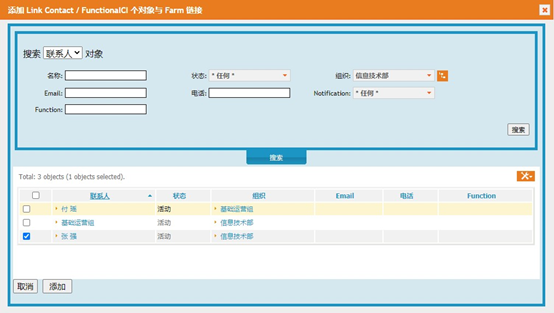 添加 Link Contact / FunctionalCI 个对象与 Farm 链接
搜索 联系人 对象
名称: 状态: * 任何 * 组织: 信息技术部
Email: 电话: Notification: * 任何 *
Function:
搜索
搜索
Total: 3 objects (1 objects selected).
联系人 状态 组织 Email 电话 Function
付 瑶 活动 基础运营组
基础运营组 活动 信息技术部
张 强 活动 信息技术部
取消 添加